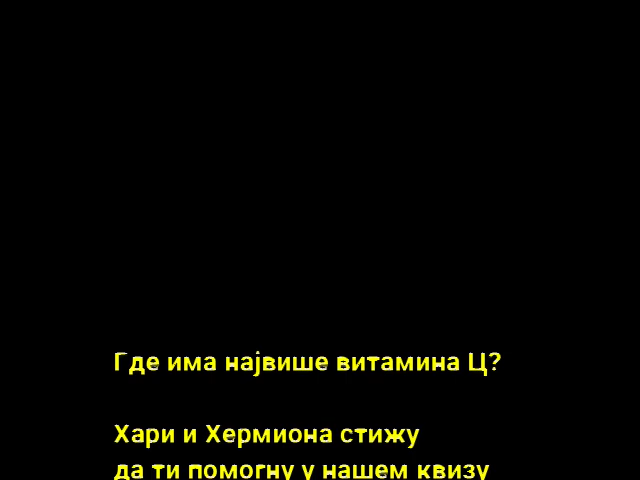 Где има највише витамина Ц?
Хари и Хермиона стижу
да ти помогну у нашем квизу